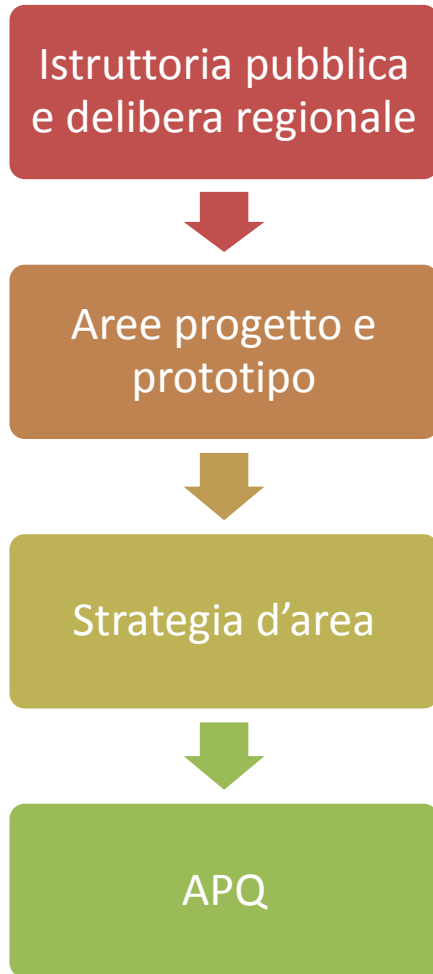 Istruttoria pubblica
e delibera regionale
Aree progetto e
prototipo
Strategia d’area
APQ